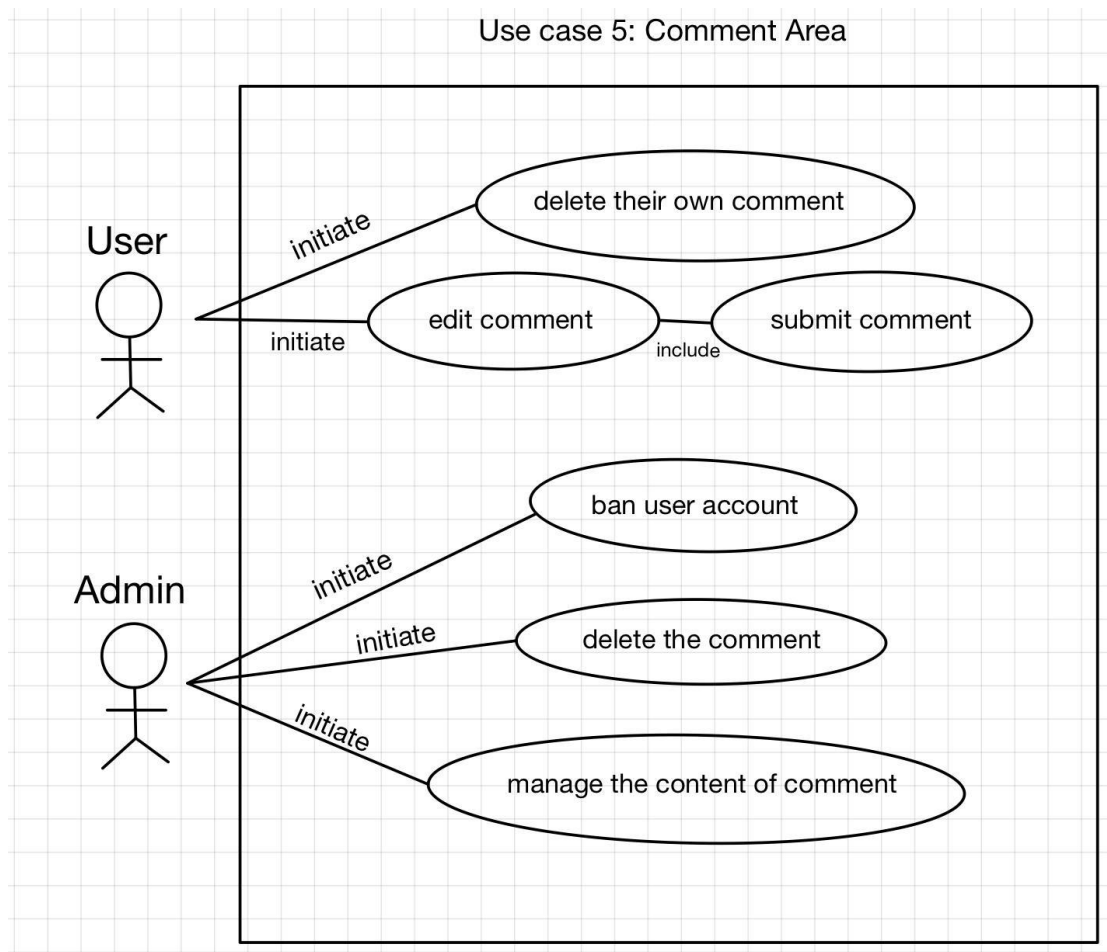 Use case 5: Comment Area
delete their own comment
User
initiate
edit comment
submit comment
initiate
include
ban user account
initiate
Admin
delete the comment
initiate
initiate
manage the content of comment